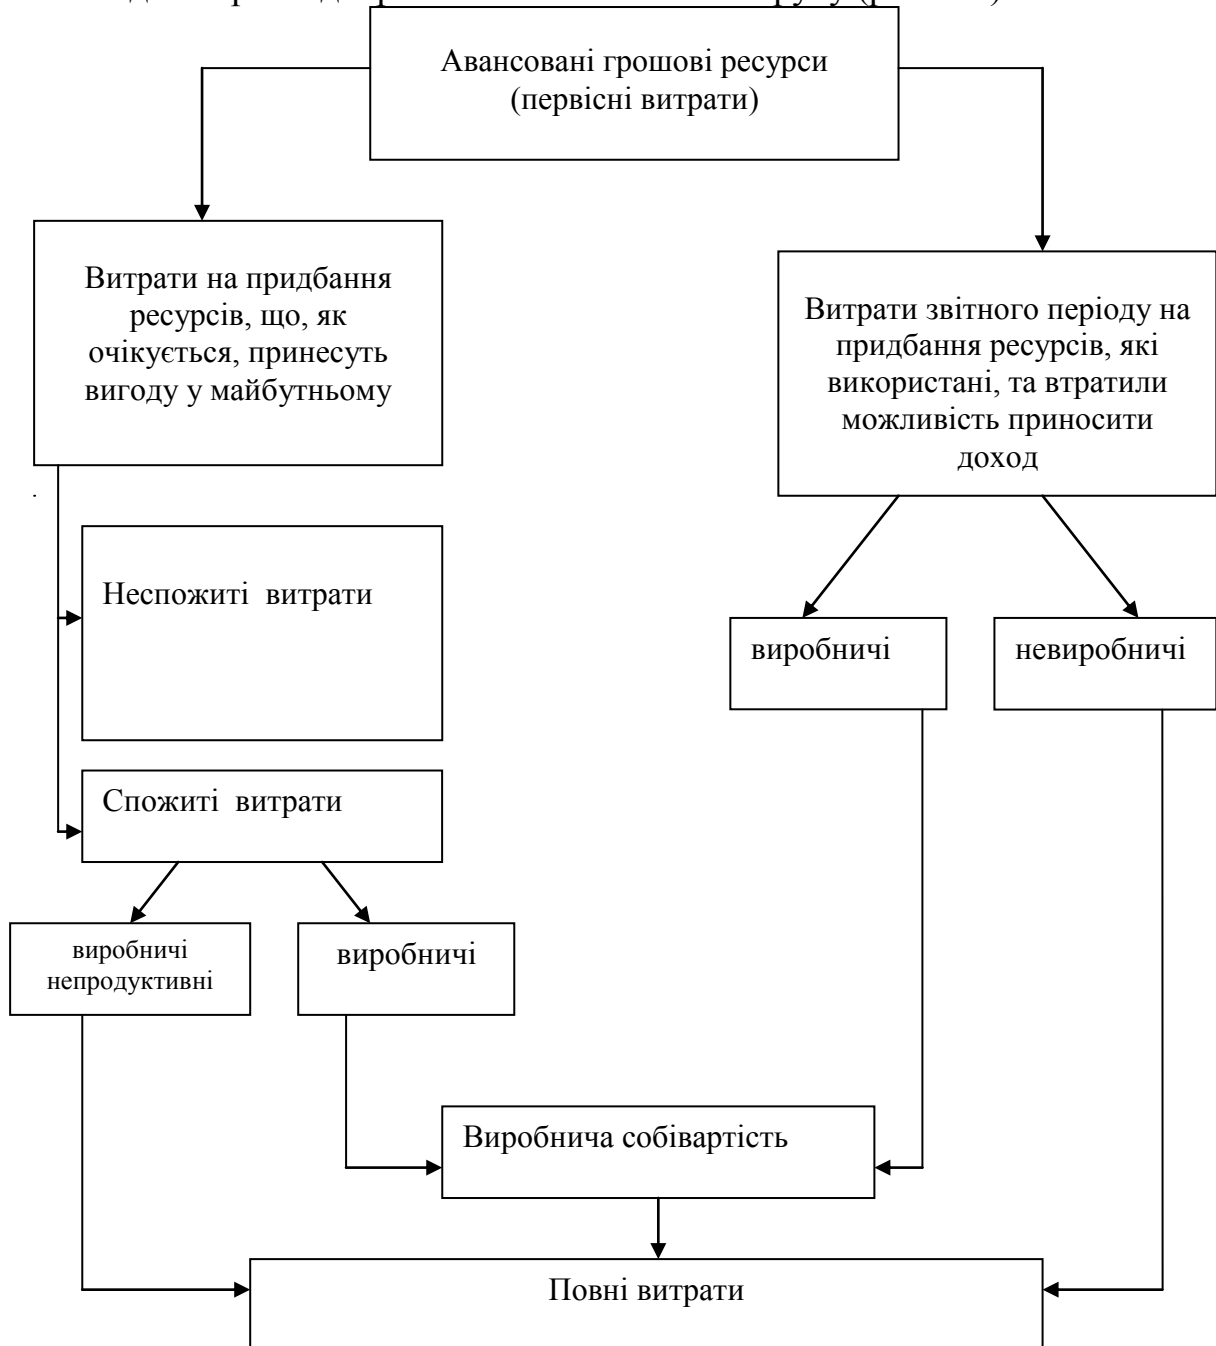 Авансовані грошові ресурси
(первісні витрати)
Витрати на придбання
ресурсів, що, як
очікується, принесуть
вигоду у майбутньому
Витрати звітного періоду на
придбання ресурсів, які
використані, та втратили
можливість приносити
доход
Неспожиті витрати
виробничі
невиробничі
Спожиті витрати
виробничі
непродуктивні
виробничі
Виробнича собівартість
Повні витрати